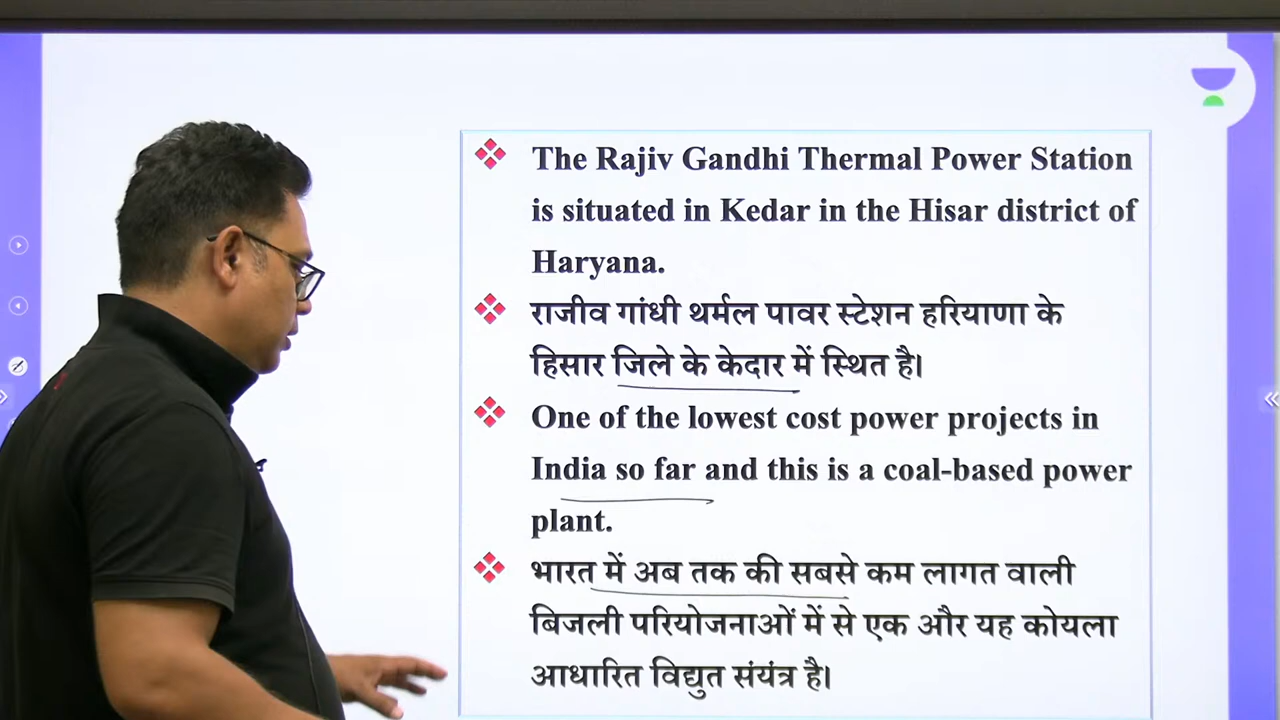 The Rajiv Gandhi Thermal Power Station
is situated in Kedar in the Hisar district of
Haryana.
राजीव गांधी थर्मल पावर स्टेशन हरियाणा के
हिसार जिले के केदार में स्थित है।
One of the lowest cost power projects in
India so far and this is a coal-based power
plant.
भारत में अब तक की सबसे कम लागत वाली
बिजली परियोजनाओं में से एक और यह कोयला
आधारित विद्युत संयंत्र है।